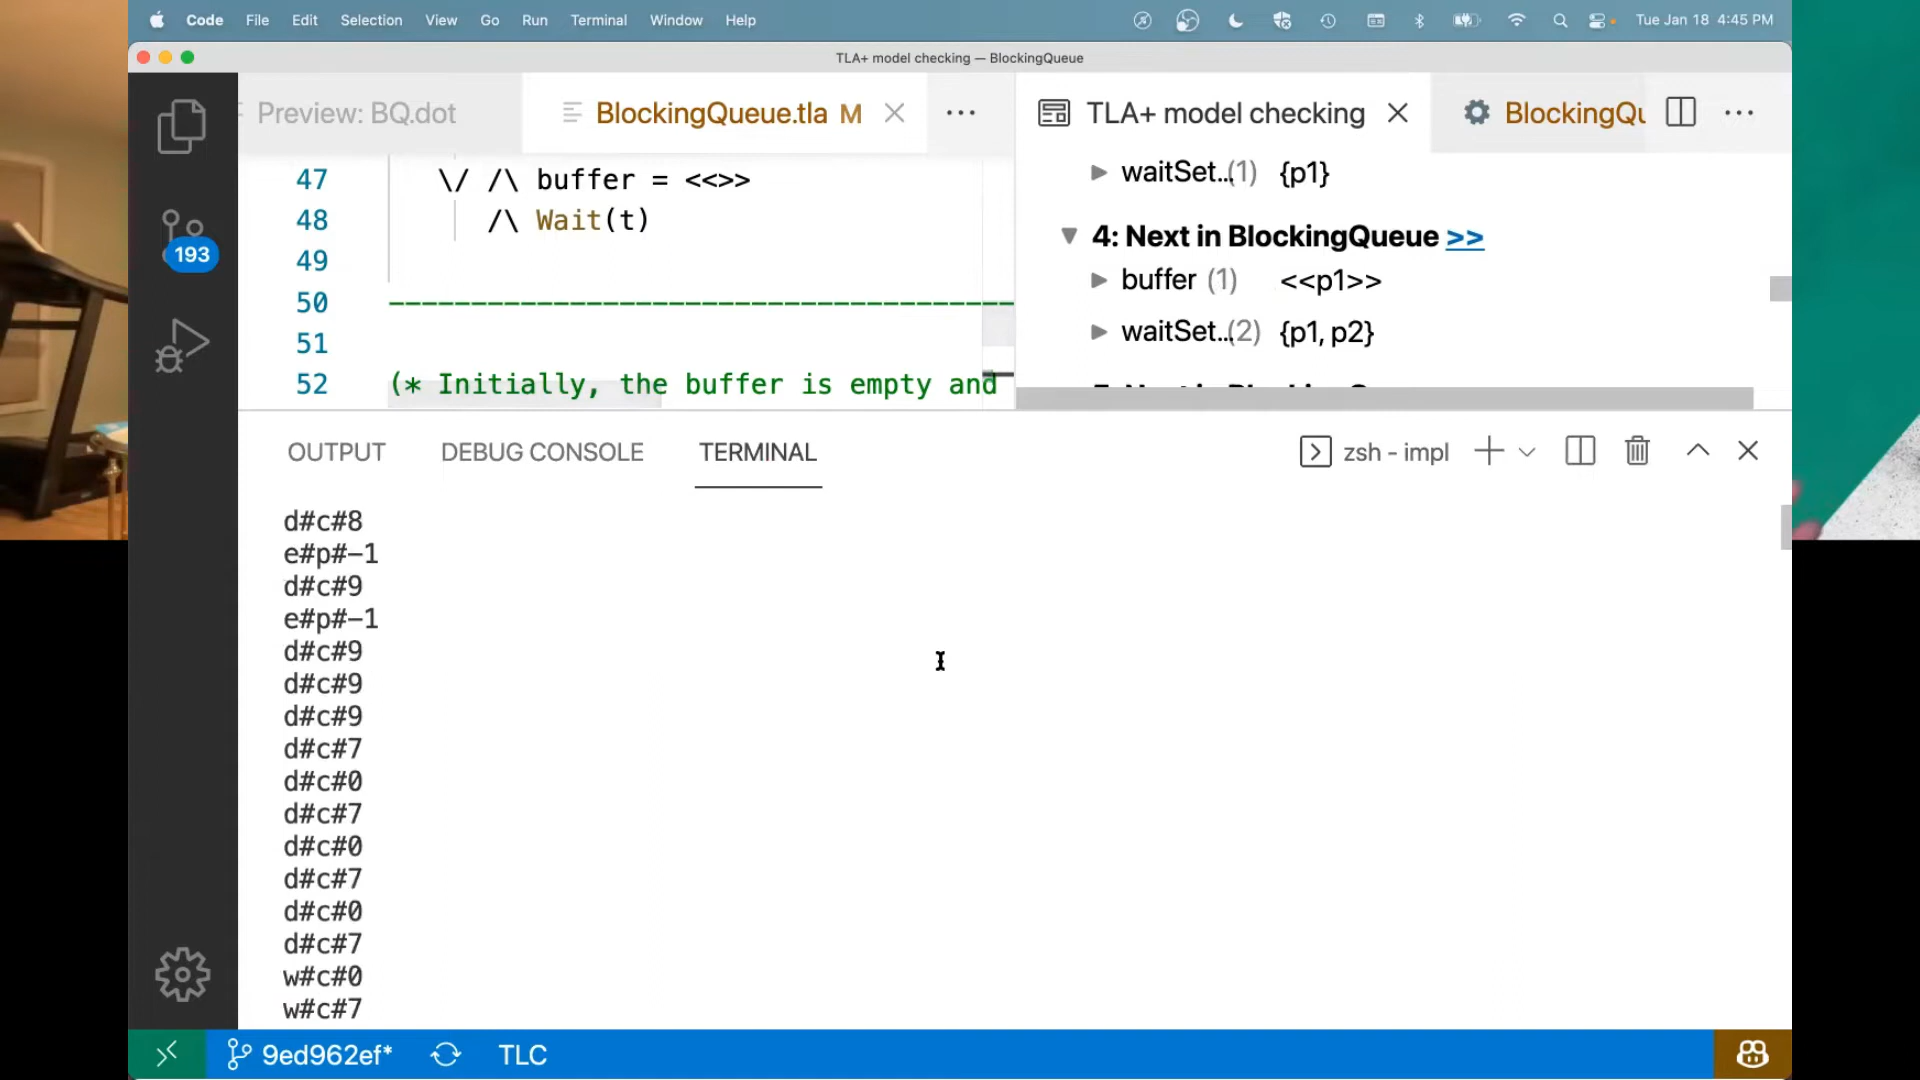 Code File Edit Selection View Go Run Terminal Window Help Tue Jan 18 4:45 PM
TLA+ model checking — BlockingQueue
Preview: BQ.dot BlockingQueue.tla M
47 \/ /\ buffer = <<>>
48 /\ Wait(t)
49
50 ---------------------------------------
51
52 (* Initially, the buffer is empty and
TLA+ model checking BlockingQu
waitSet...(1) {p1}
4: Next in BlockingQueue >>
buffer (1) <<p1>>
waitSet...(2) {p1, p2}
193
OUTPUT DEBUG CONSOLE TERMINAL zsh - impl
d#c#8
e#p#-1
d#c#9
e#p#-1
d#c#9
d#c#9
d#c#9
d#c#7
d#c#0
d#c#7
d#c#0
d#c#7
d#c#0
d#c#7
w#c#0
w#c#7
9ed962ef* TLC